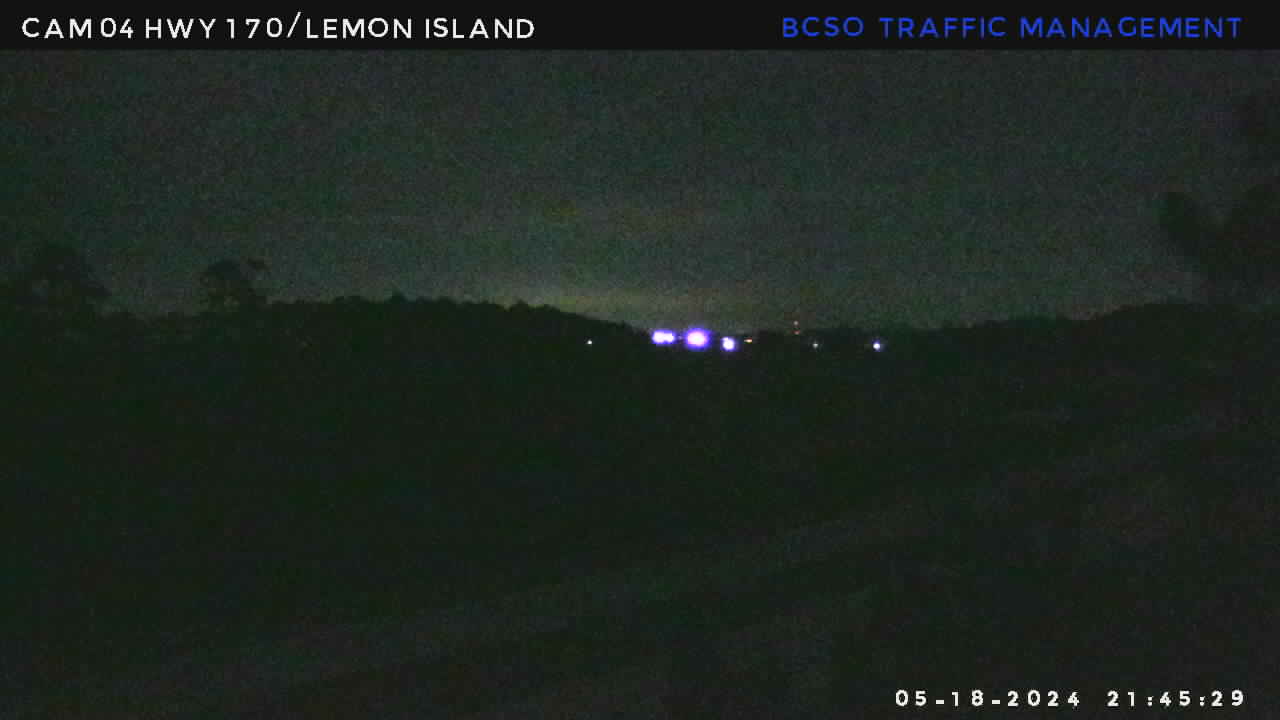 CAM04 HWY 170/LEMON ISLAND
BCSO TRAFFIC MANAGEMENT
05-18-2024 21:45:29